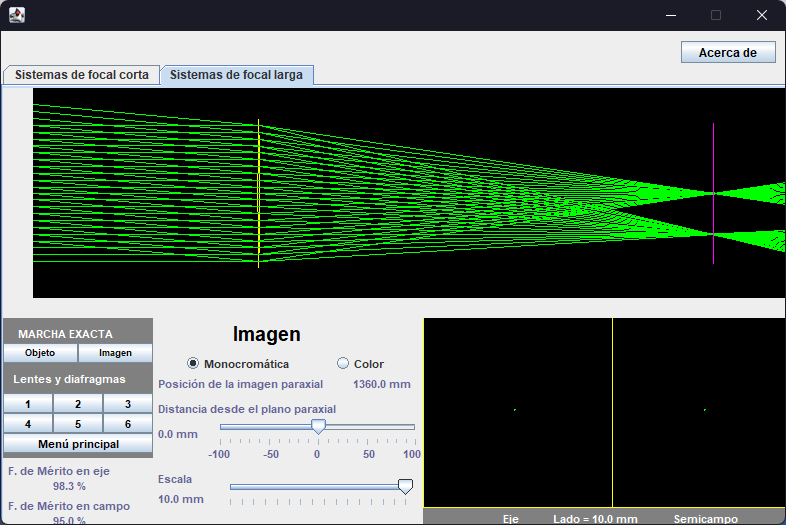 Acerca de
Sistemas de focal corta
Sistemas de focal larga
MARCHA EXACTA
Objeto
Imagen
Lentes y diafragmas
1
2
3
4
5
6
Menú principal
F. de Mérito en eje
98.3 %
F. de Mérito en campo
95.0 %
Imagen
Monocromática
Color
Posición de la imagen paraxial
1360.0 mm
Distancia desde el plano paraxial
0.0 mm
-100
-50
0
50
100
Escala
10.0 mm
Eje
Lado = 10.0 mm
Semicampo